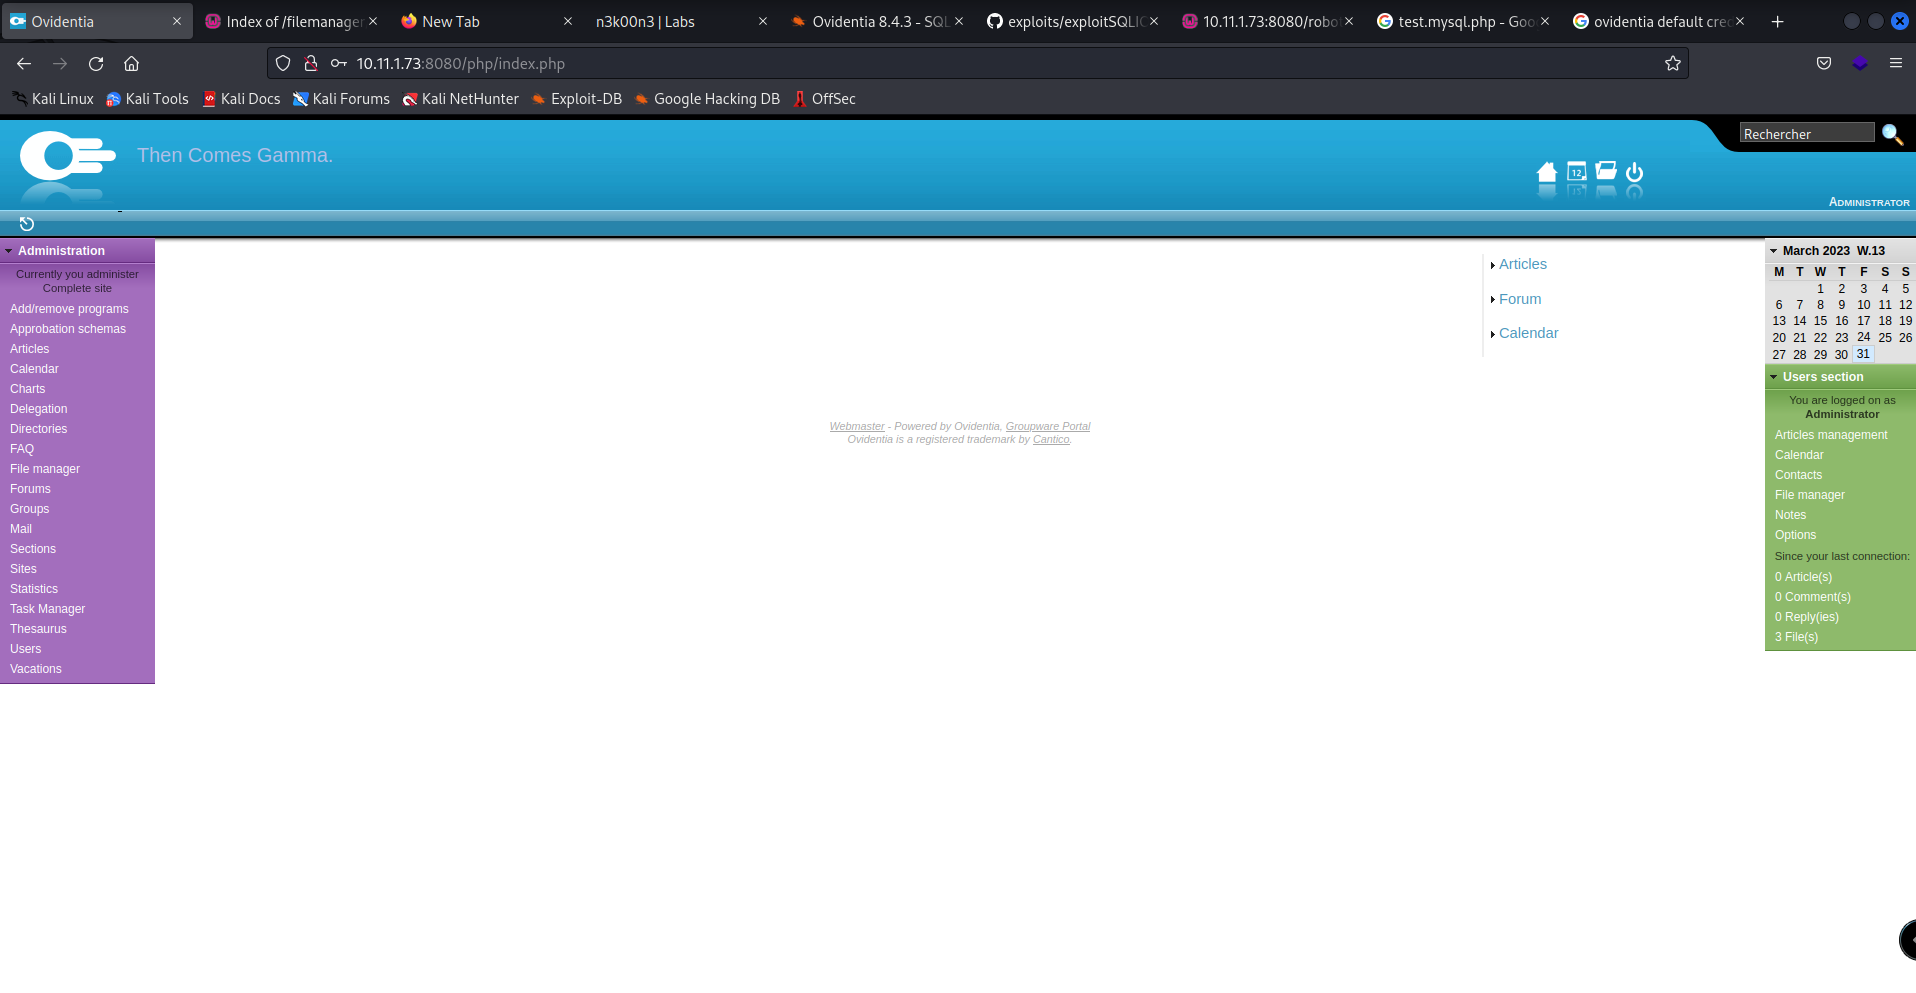 Ovidentia
Index of /filemanager
New Tab
n3k00n3 | Labs
Ovidentia 8.4.3 - SQL
exploits/exploitSQLI
10.11.1.73:8080/robo
test.mysql.php - Goo
ovidentia default cred
10.11.1.73:8080/php/index.php
Kali Linux
Kali Tools
Kali Docs
Kali Forums
Kali NetHunter
Exploit-DB
Google Hacking DB
OffSec
Then Comes Gamma.
Rechercher
12
ADMINISTRATOR
Administration
Currently you administer
Complete site
Add/remove programs
Approbation schemas
Articles
Calendar
Charts
Delegation
Directories
FAQ
File manager
Forums
Groups
Mail
Sections
Sites
Statistics
Task Manager
Thesaurus
Users
Vacations
Articles
Forum
Calendar
Webmaster - Powered by Ovidentia, Groupware Portal
Ovidentia is a registered trademark by Cantico.
March 2023 W.13
M T W T F S S
1 2 3 4 5
6 7 8 9 10 11 12
13 14 15 16 17 18 19
20 21 22 23 24 25 26
27 28 29 30 31
Users section
You are logged on as
Administrator
Articles management
Calendar
Contacts
File manager
Notes
Options
Since your last connection:
0 Article(s)
0 Comment(s)
0 Reply(ies)
3 File(s)